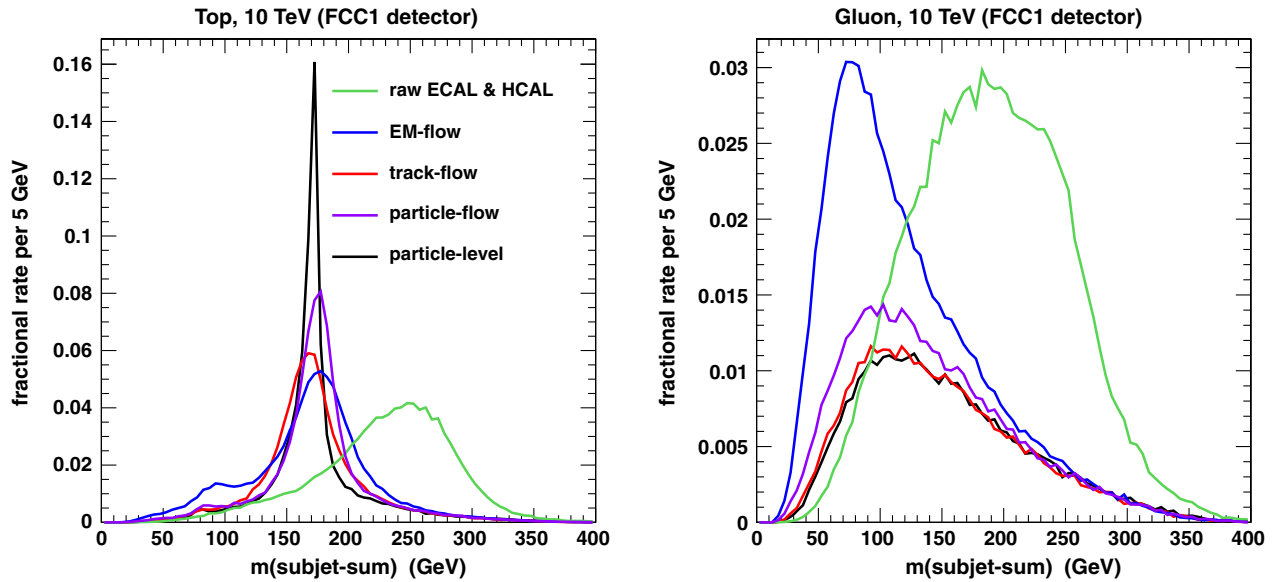 Top, 10 TeV (FCC1 detector)
fractional rate per 5 GeV
0.16
0.14
0.12
0.1
0.08
0.06
0.04
0.02
0
raw ECAL & HCAL
EM-flow
track-flow
particle-flow
particle-level
0 50 100 150 200 250 300 350 400
m(subjet-sum) (GeV)
Gluon, 10 TeV (FCC1 detector)
fractional rate per 5 GeV
0.03
0.025
0.02
0.015
0.01
0.005
0
0 50 100 150 200 250 300 350 400
m(subjet-sum) (GeV)